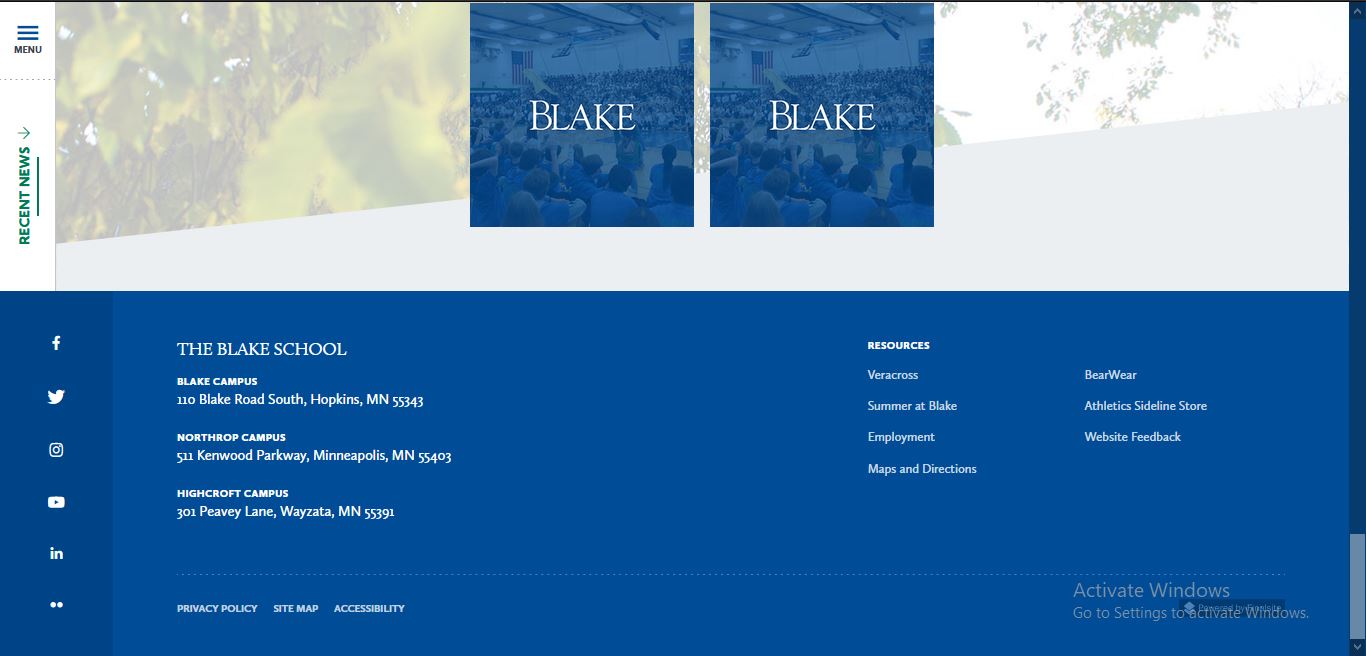 MENU
RECENT NEWS
BLAKE
BLAKE
THE BLAKE SCHOOL
BLAKE CAMPUS
110 Blake Road South, Hopkins, MN 55343
NORTHROP CAMPUS
511 Kenwood Parkway, Minneapolis, MN 55403
HIGHCROFT CAMPUS
301 Peavey Lane, Wayzata, MN 55391
RESOURCES
Veracross
Summer at Blake
Employment
Maps and Directions
BearWear
Athletics Sideline Store
Website Feedback
PRIVACY POLICY SITE MAP ACCESSIBILITY
Powered by Finalsite
Activate Windows
Go to Settings to activate Windows.